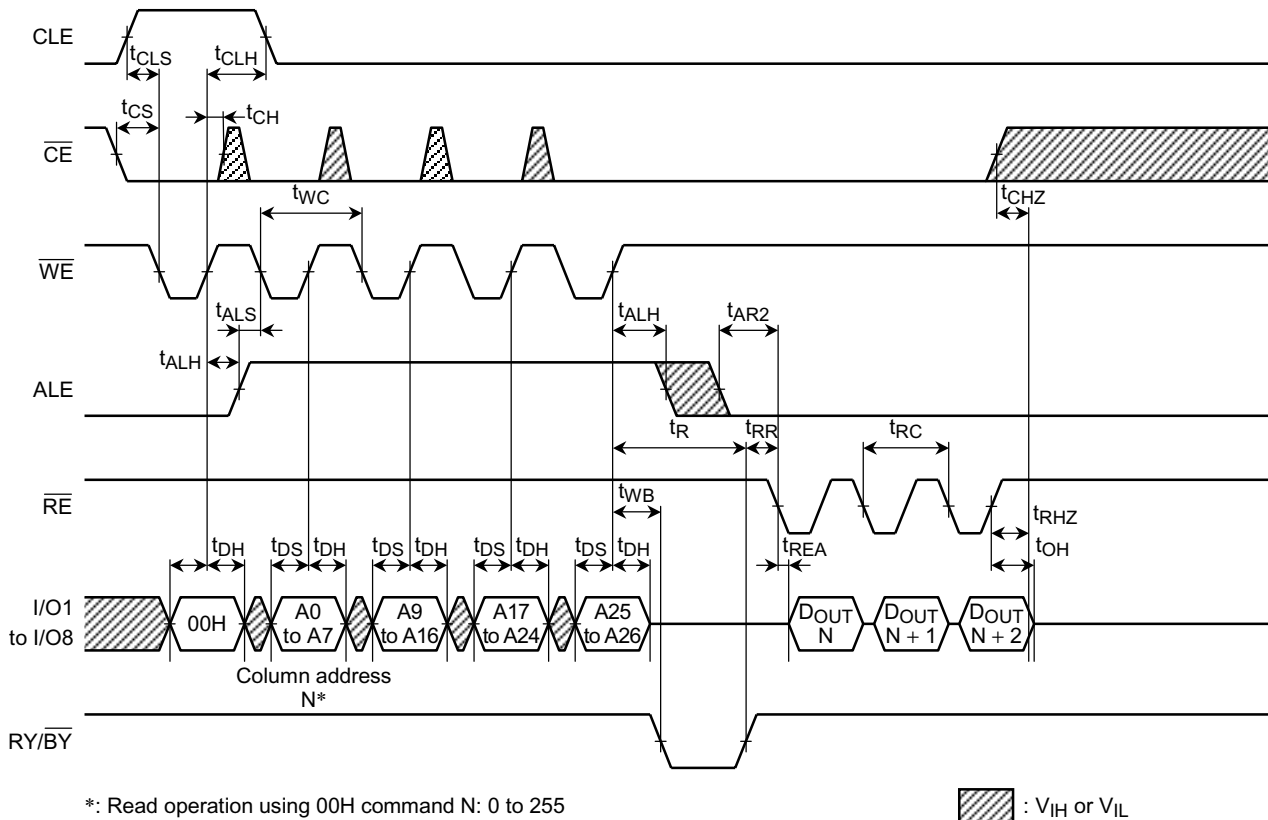 CLE
tCLS
tCLH
tCS
tCH
CE
tWC
tCHZ
WE
tALS
tALH
tAR2
tALH
ALE
tR
tRR
tRC
RE
tWB
tRHZ
tREA
tOH
tDH
tDS
tDH
tDS
tDH
tDS
tDH
tDS
tDH
I/O1
to I/O8
00H
A0
to A7
A9
to A16
A17
to A24
A25
to A26
DOUT
N
DOUT
N + 1
DOUT
N + 2
Column address
N*
RY/BY
*: Read operation using 00H command N: 0 to 255
: VIH or VIL